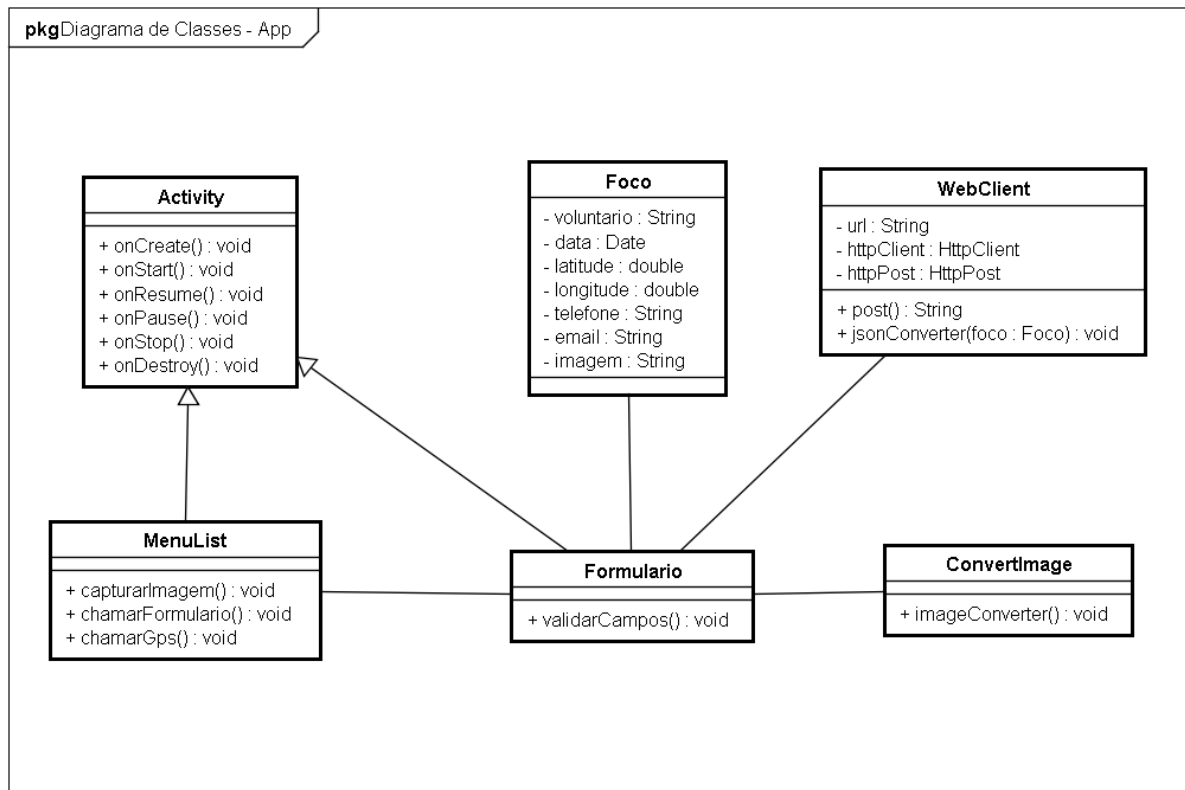 pkgDiagrama de Classes - App
Activity
+ onCreate() : void
+ onStart() : void
+ onResume() : void
+ onPause() : void
+ onStop() : void
+ onDestroy() : void
Foco
- voluntario : String
- data : Date
- latitude : double
- longitude : double
- telefone : String
- email : String
- imagem : String
WebClient
- url : String
- httpClient : HttpClient
- httpPost : HttpPost
+ post() : String
+ jsonConverter(foco : Foco) : void
MenuList
+ capturarImagem() : void
+ chamarFormulario() : void
+ chamarGps() : void
Formulario
+ validarCampos() : void
ConvertImage
+ imageConverter() : void